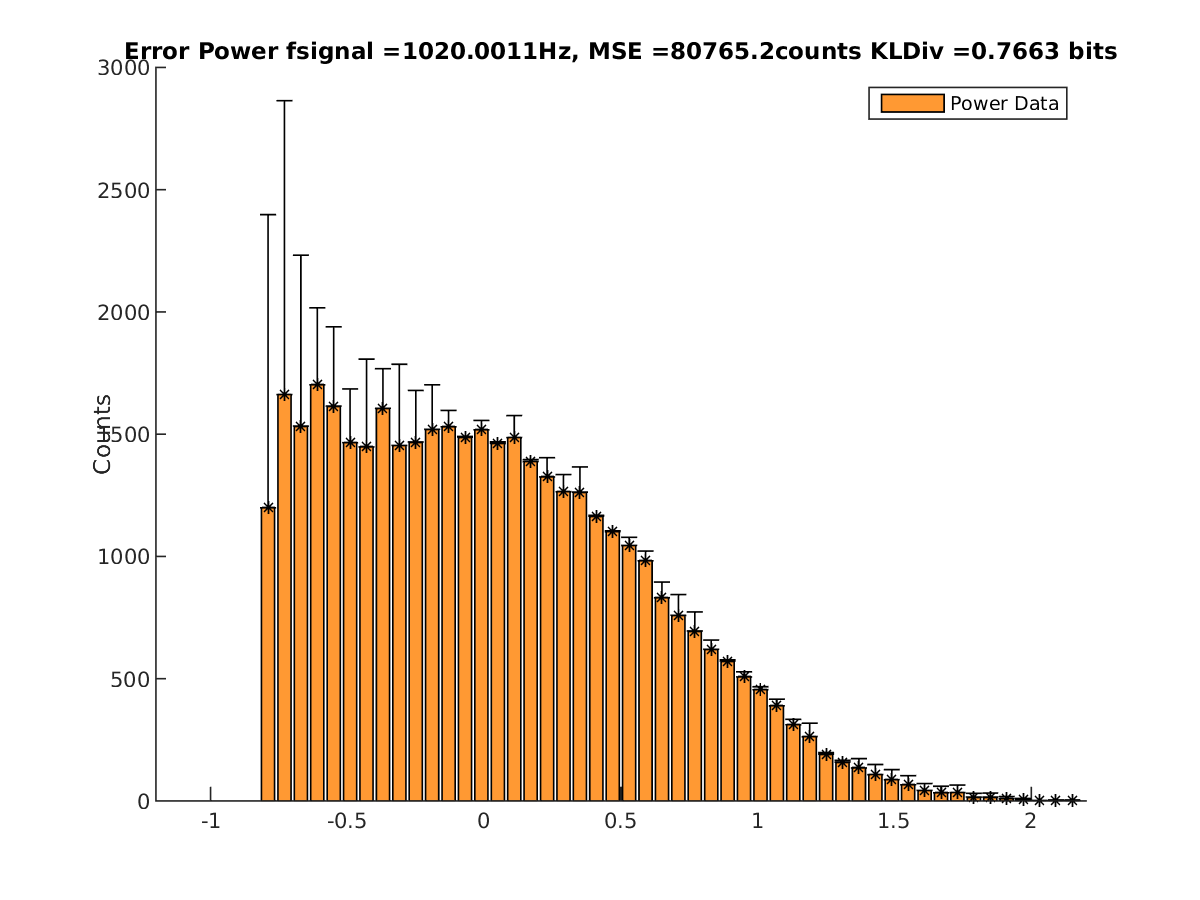 Error Power fsignal =1020.0011Hz, MSE =80765.2counts KLDiv =0.7663 bits
3000
Power Data
2500
2000
1500
Counts
1000
500
0
-1 -0.5 0 0.5 1 1.5 2